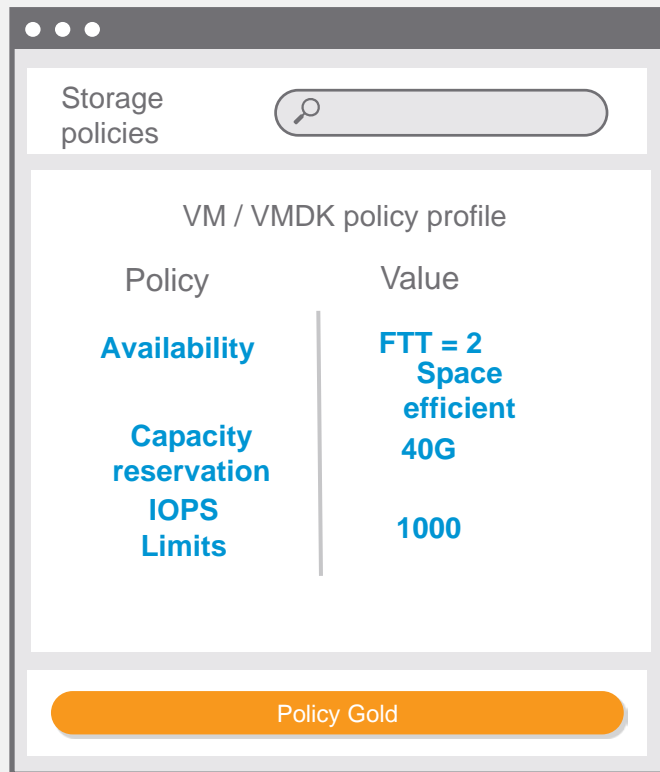 Storage
policies
VM / VMDK policy profile
Policy
Value
Availability
FTT = 2
Space
efficient
Capacity
reservation
40G
IOPS
Limits
1000
Policy Gold